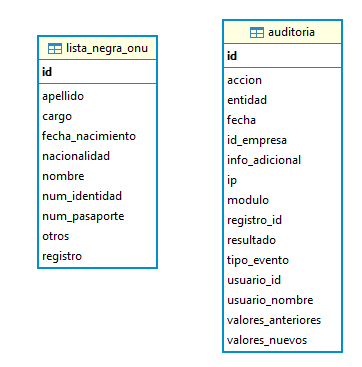 lista_negra_onu
id
apellido
cargo
fecha_nacimiento
nacionalidad
nombre
num_identidad
num_pasaporte
otros
registro
auditoria
id
accion
entidad
fecha
id_empresa
info_adicional
ip
modulo
registro_id
resultado
tipo_evento
usuario_id
usuario_nombre
valores_anteriores
valores_nuevos